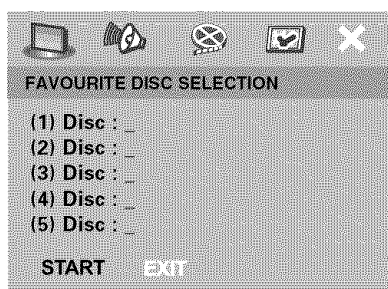 FAVOURITE DISC SELECTION
(1) Disc : _
(2) Disc : _
(3) Disc : _
(4) Disc : _
(5) Disc : _
START EXIT